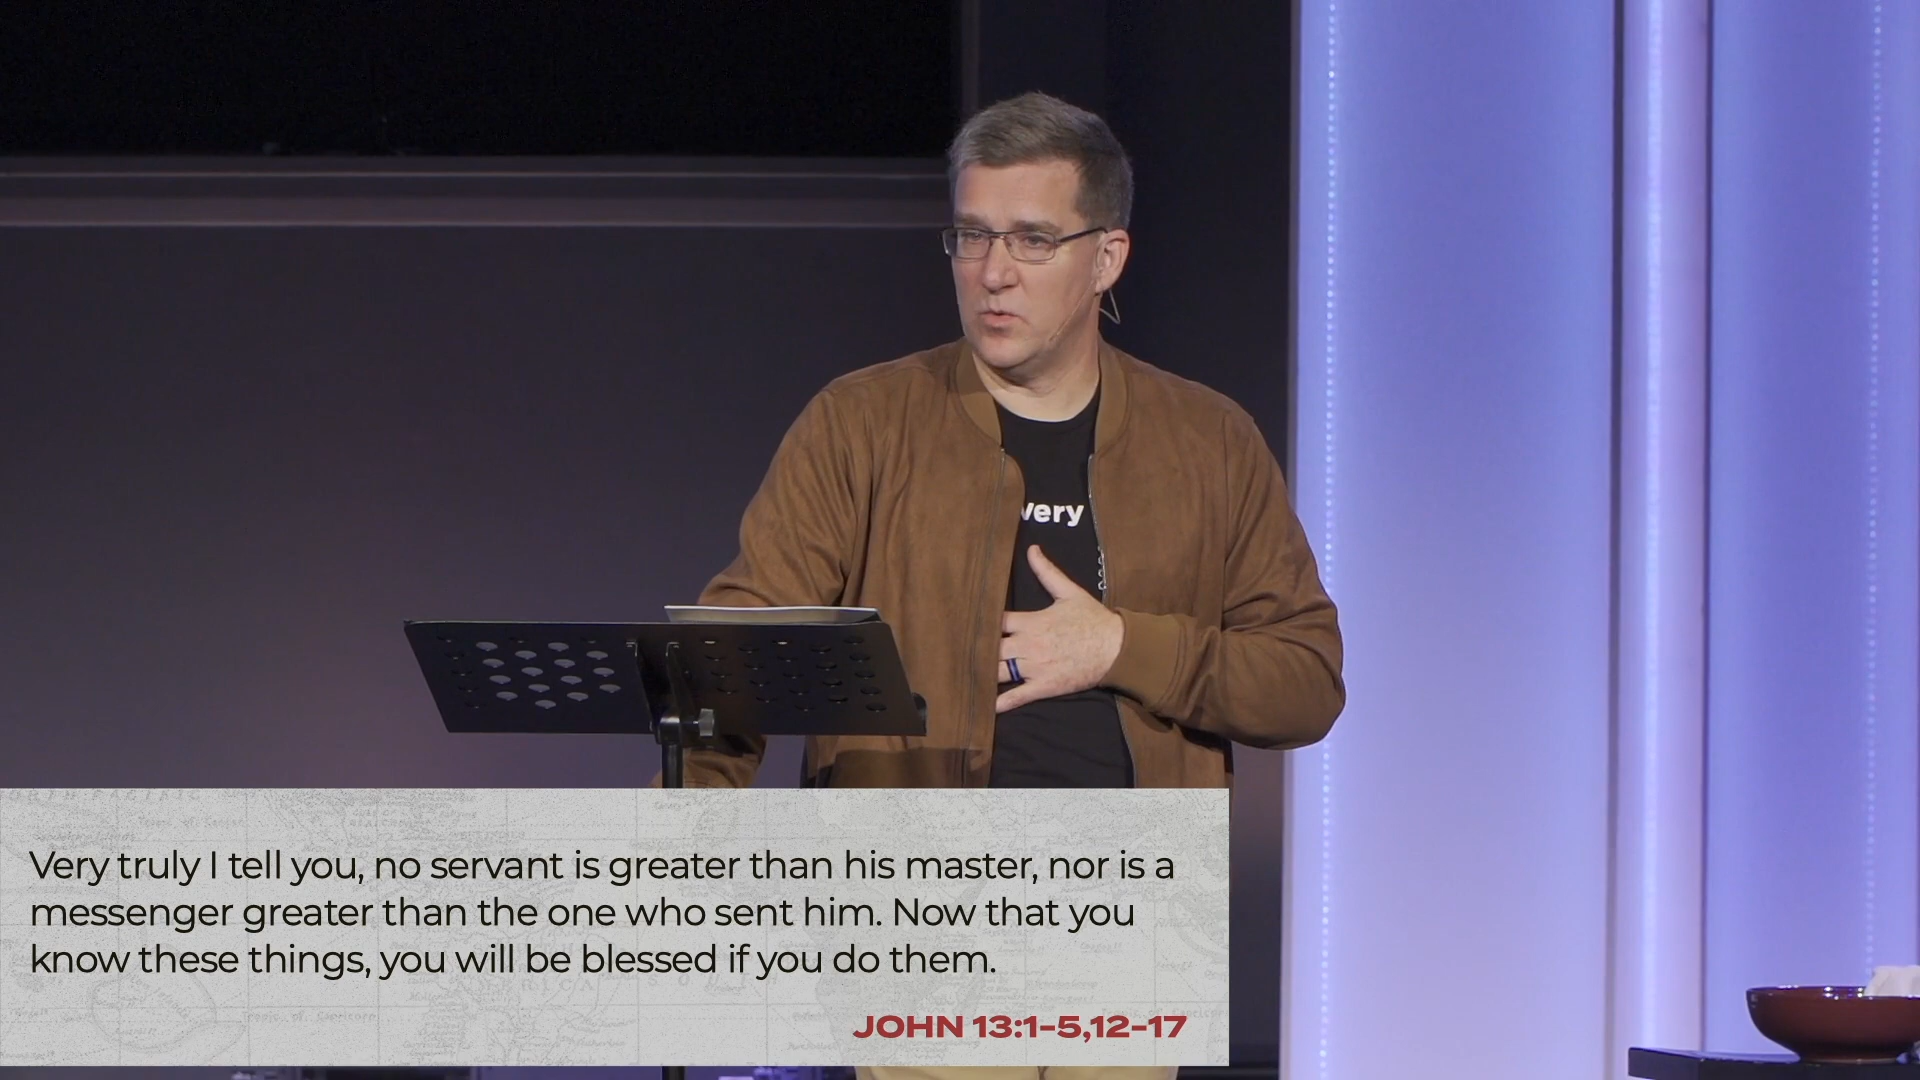 very
Very truly I tell you, no servant is greater than his master, nor is a
messenger greater than the one who sent him. Now that you
know these things, you will be blessed if you do them.
JOHN 13:1-5,12-17